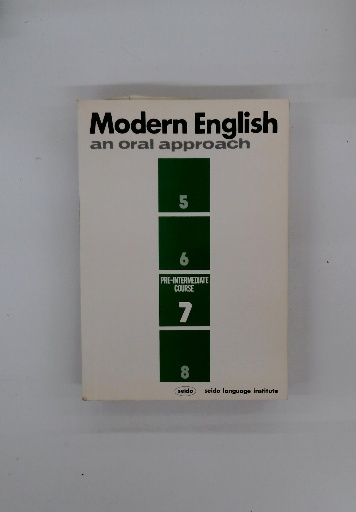 Modern English
an oral approach
5
6
PRE-INTERMEDIATE
COURSE
7
8
seido seido language institute